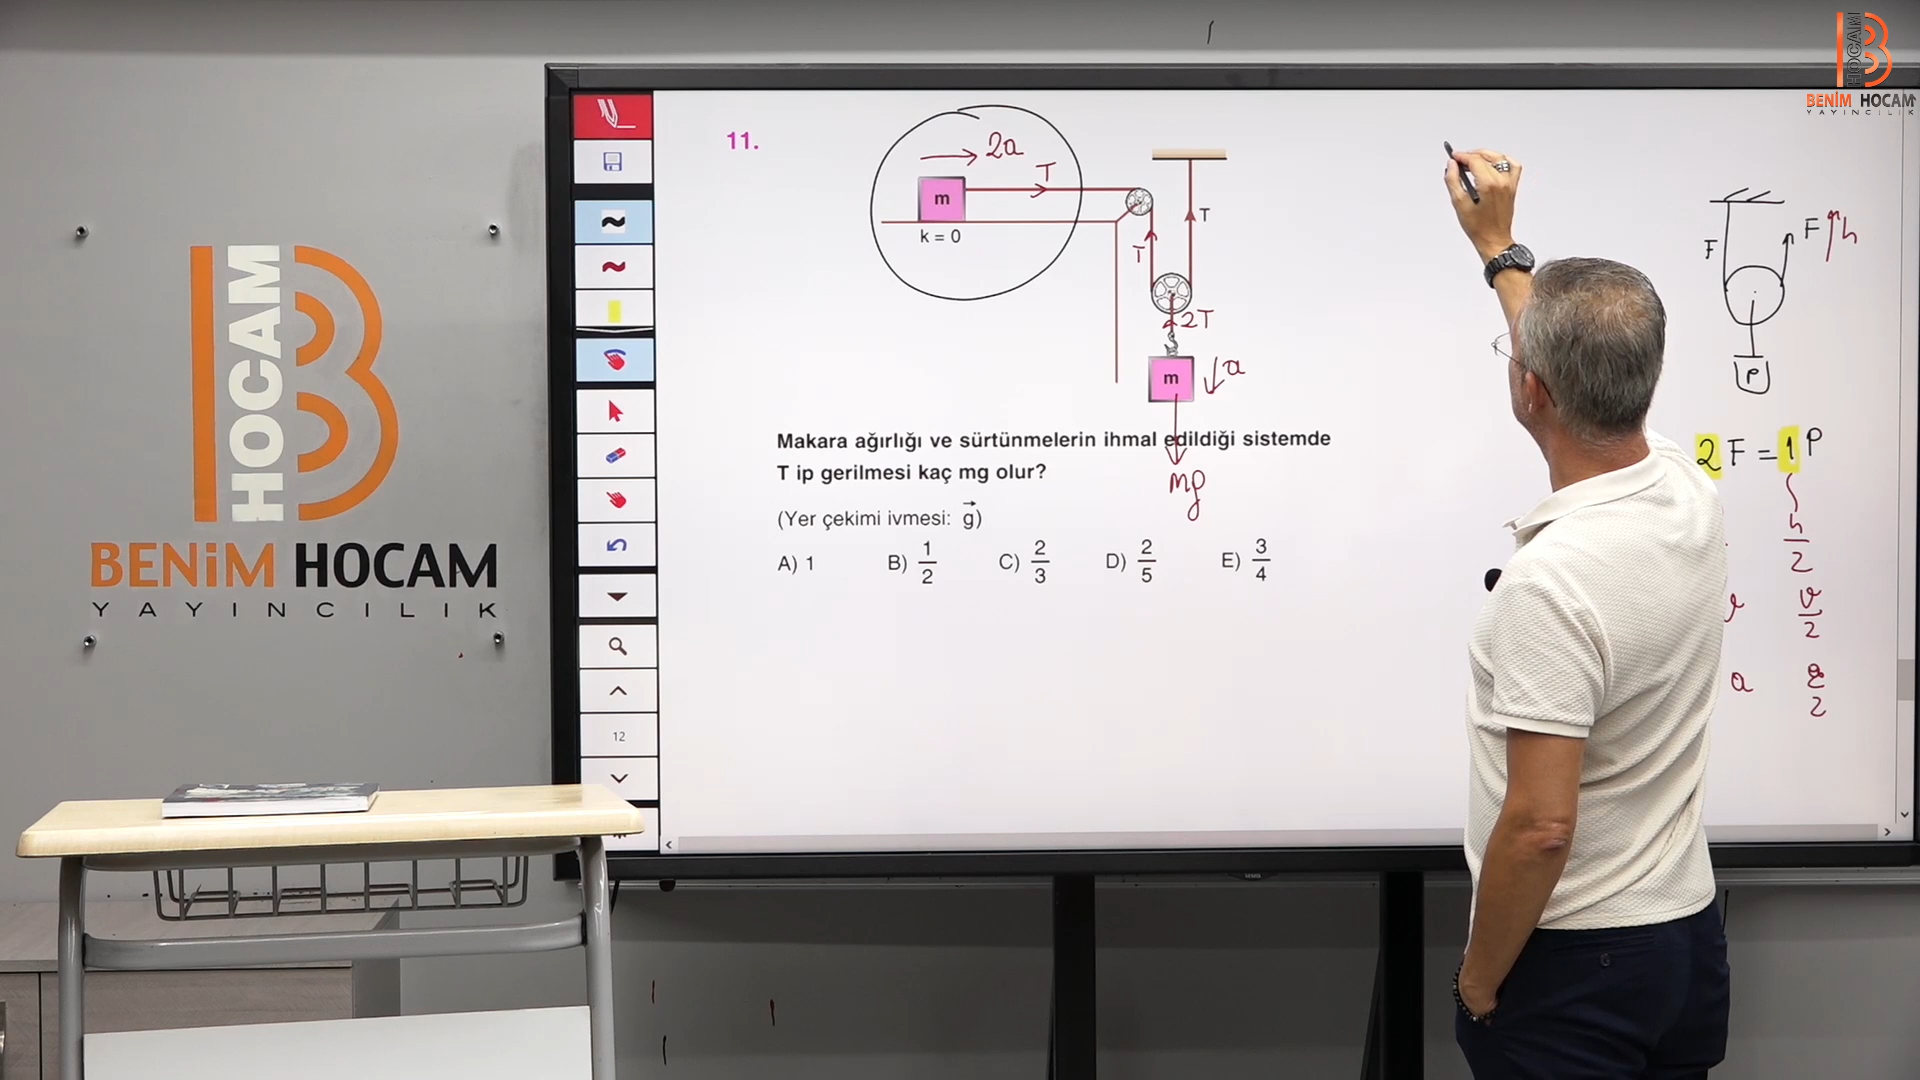 B HOCAM
BENİM HOCAM
YAYINCILIK
HOCAM
BENİM HOCAM
YAYINCILIK
11.
2a
T
m
k = 0
T
T
2T
m
a
mg
Makara ağırlığı ve sürtünmelerin ihmal edildiği sistemde
T ip gerilmesi kaç mg olur?
(Yer çekimi ivmesi: g⃗)
A) 1 B) 1/2 C) 2/3 D) 2/5 E) 3/4
12
F
F
h
P
2F = 1P
h/2
v/2
a a/2